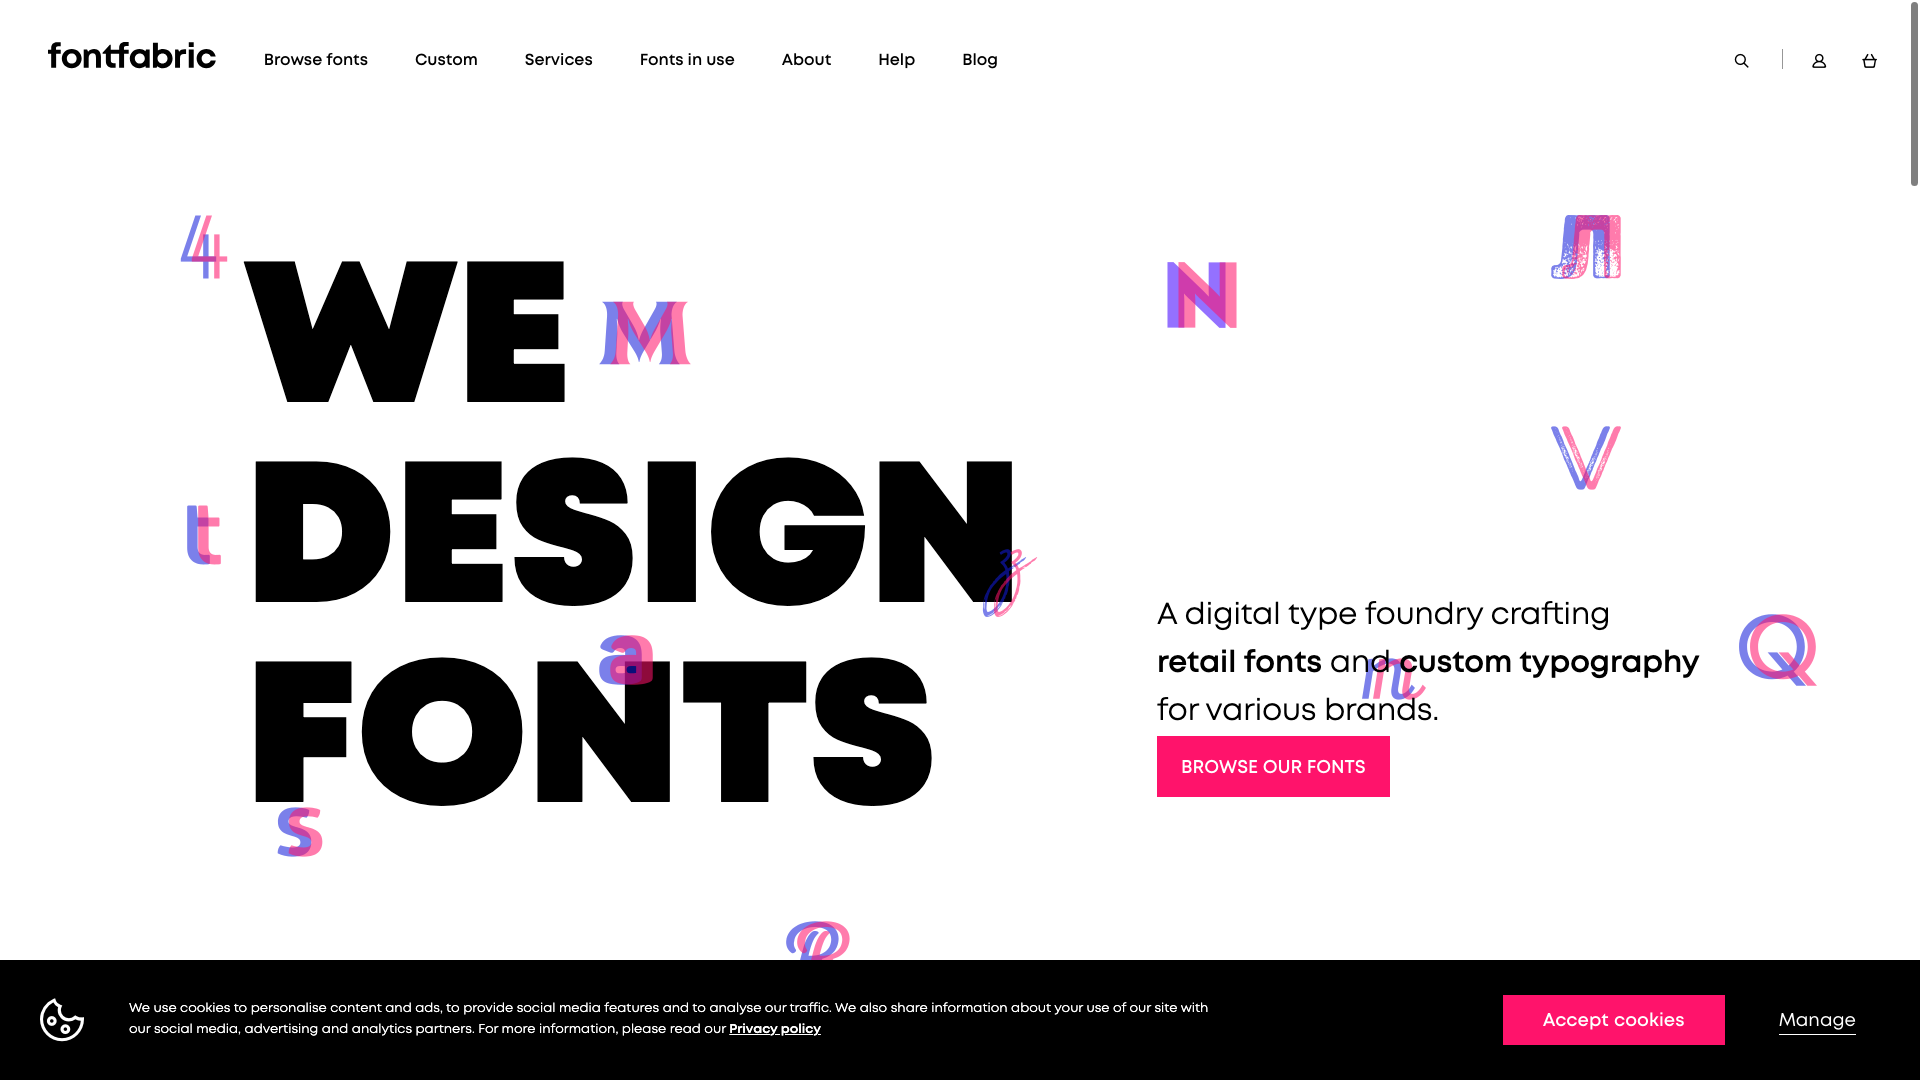 fontfabric
Browse fonts
Custom
Services
Fonts in use
About
Help
Blog
4
WE
M
N
Л
DESIGN
V
t
z
FONTS
a
A digital type foundry crafting
retail fonts and custom typography
for various brands.
n
Q
BROWSE OUR FONTS
s
We use cookies to personalise content and ads, to provide social media features and to analyse our traffic. We also share information about your use of our site with
our social media, advertising and analytics partners. For more information, please read our Privacy policy
Accept cookies
Manage